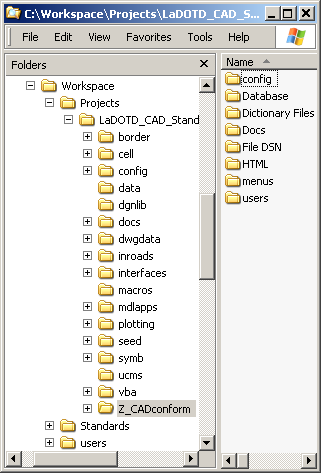 C:\Workspace\Projects\LaDOTD_CAD_S...
File Edit View Favorites Tools Help
Folders
Workspace
Projects
LaDOTD_CAD_Stand
border
cell
config
data
dgnlib
docs
dwgdata
inroads
interfaces
macros
mdlapps
plotting
seed
symb
ucms
vba
Z_CADconform
Standards
users
Name
config
Database
Dictionary Files
Docs
File DSN
HTML
menus
users